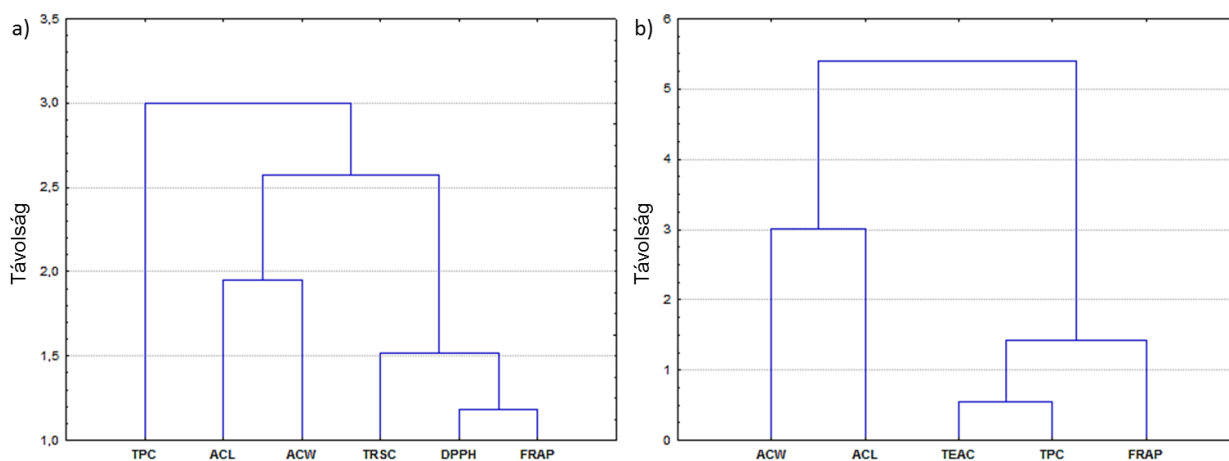 a)
3,5
3,0
2,5
2,0
1,5
1,0
Távolság
TPC ACL ACW TRSC DPPH FRAP
b)
6
5
4
3
2
1
0
Távolság
ACW ACL TEAC TPC FRAP